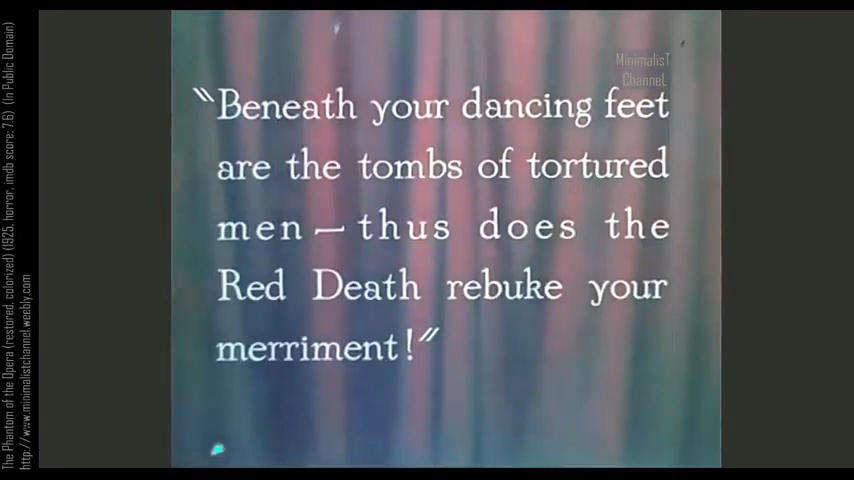 The Phantom of the Opera (restored, colorized) (1925, horror, imdb score: 7.6) (In Public Domain)
http://www.minimalistchannel.weebly.com
MinimalisT
ChanneL
"Beneath your dancing feet
are the tombs of tortured
men — thus does the
Red Death rebuke your
merriment!"